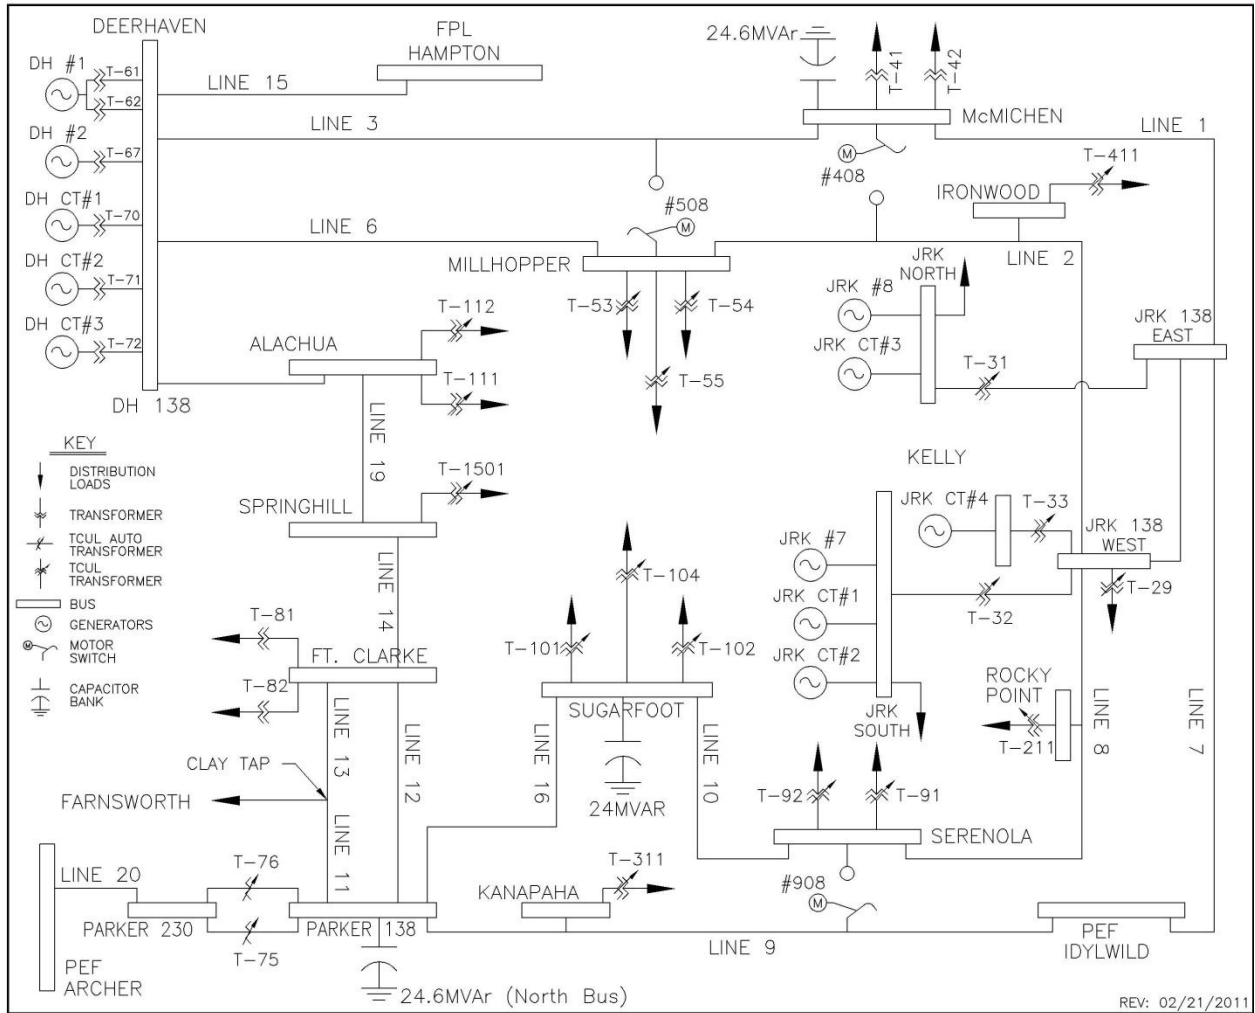 DEERHAVEN
FPL
HAMPTON
24.6MVAr
T-41
T-42
DH #1
T-61
T-62
LINE 15
McMICHEN
LINE 3
LINE 1
DH #2
T-67
#408
T-411
IRONWOOD
DH CT#1
T-70
#508
LINE 6
LINE 2
MILLHOPPER
DH CT#2
T-71
JRK
NORTH
JRK #8
T-53
T-54
T-112
DH CT#3
T-72
ALACHUA
JRK CT#3
JRK 138
EAST
T-31
T-111
T-55
DH 138
LINE 19
KEY
DISTRIBUTION
LOADS
TRANSFORMER
TCUL AUTO
TRANSFORMER
TCUL
TRANSFORMER
BUS
GENERATORS
MOTOR
SWITCH
CAPACITOR
BANK
KELLY
T-1501
SPRINGHILL
JRK CT#4
T-33
JRK 138
WEST
JRK #7
LINE 14
T-104
T-29
JRK CT#1
T-32
T-81
T-101
T-102
JRK CT#2
FT. CLARKE
T-82
SUGARFOOT
ROCKY
POINT
JRK
SOUTH
T-211
LINE 8
LINE 7
LINE 13
LINE 12
LINE 16
LINE 10
CLAY TAP
FARNSWORTH
24MVAR
T-92
T-91
SERENOLA
LINE 11
T-76
LINE 20
T-311
KANAPAHA
#908
PARKER 230
PARKER 138
T-75
LINE 9
PEF
IDYLWILD
PEF
ARCHER
24.6MVAr (North Bus)
REV: 02/21/2011